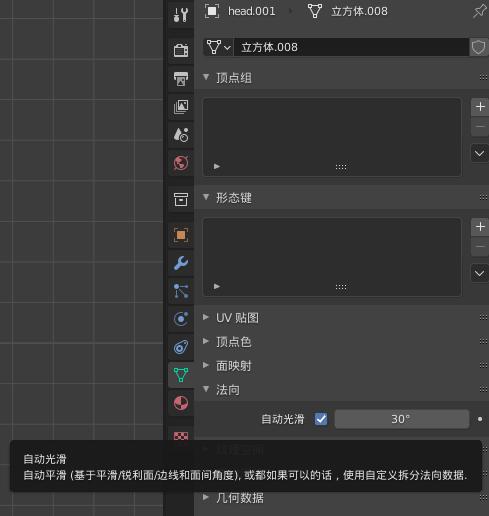 head.001 立方体.008
立方体.008
顶点组
形态键
UV 贴图
顶点色
面映射
法向
自动光滑 30°
纹理空间
自动光滑
自动平滑 (基于平滑/锐利面/边线和面间角度), 或都如果可以的话 , 使用自定义拆分法向数据.
几何数据